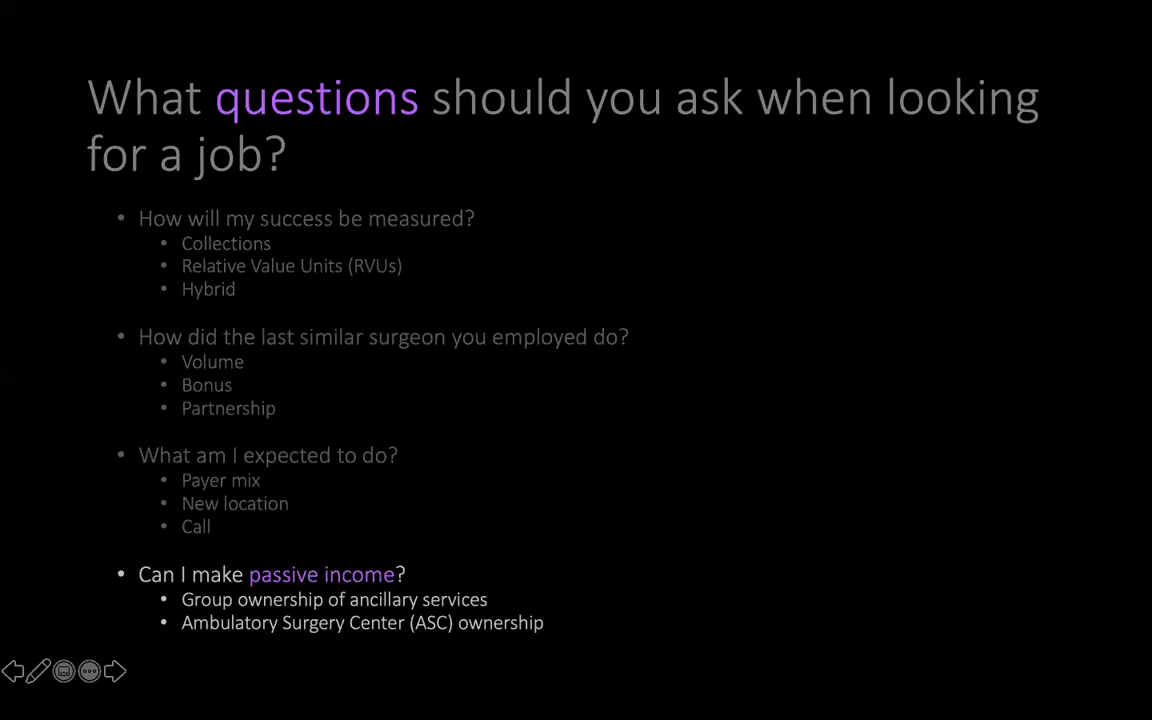 What questions should you ask when looking
for a job?
• How will my success be measured?
• Collections
• Relative Value Units (RVUs)
• Hybrid
• How did the last similar surgeon you employed do?
• Volume
• Bonus
• Partnership
• What am I expected to do?
• Payer mix
• New location
• Call
• Can I make passive income?
• Group ownership of ancillary services
• Ambulatory Surgery Center (ASC) ownership